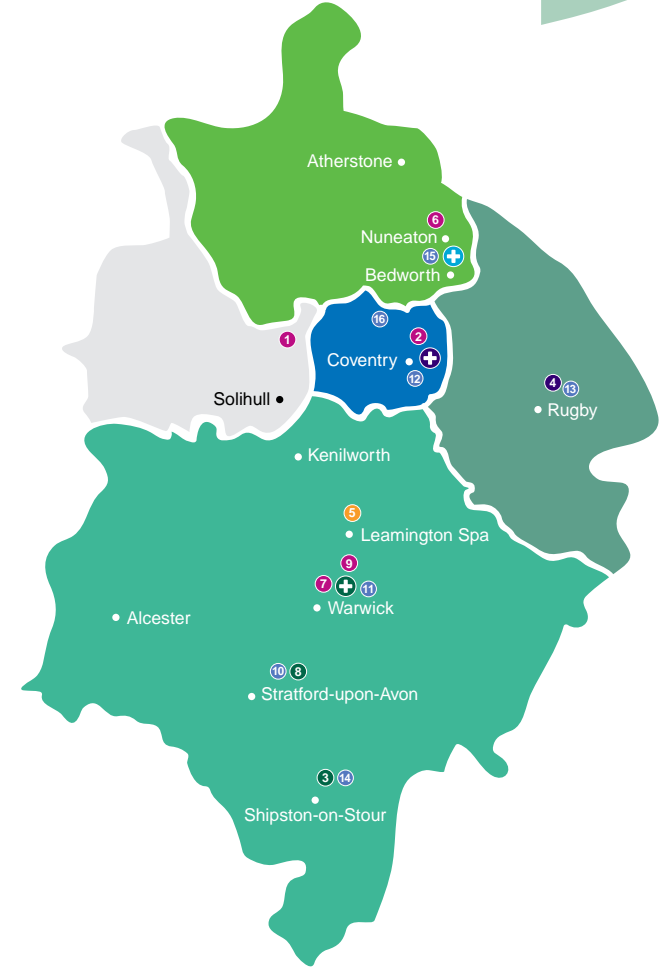 Atherstone
6
Nuneaton
15
Bedworth
16
1
2
Coventry
12
Solihull
4
13
Rugby
Kenilworth
5
Leamington Spa
9
7
11
Warwick
Alcester
10
8
Stratford-upon-Avon
3
14
Shipston-on-Stour